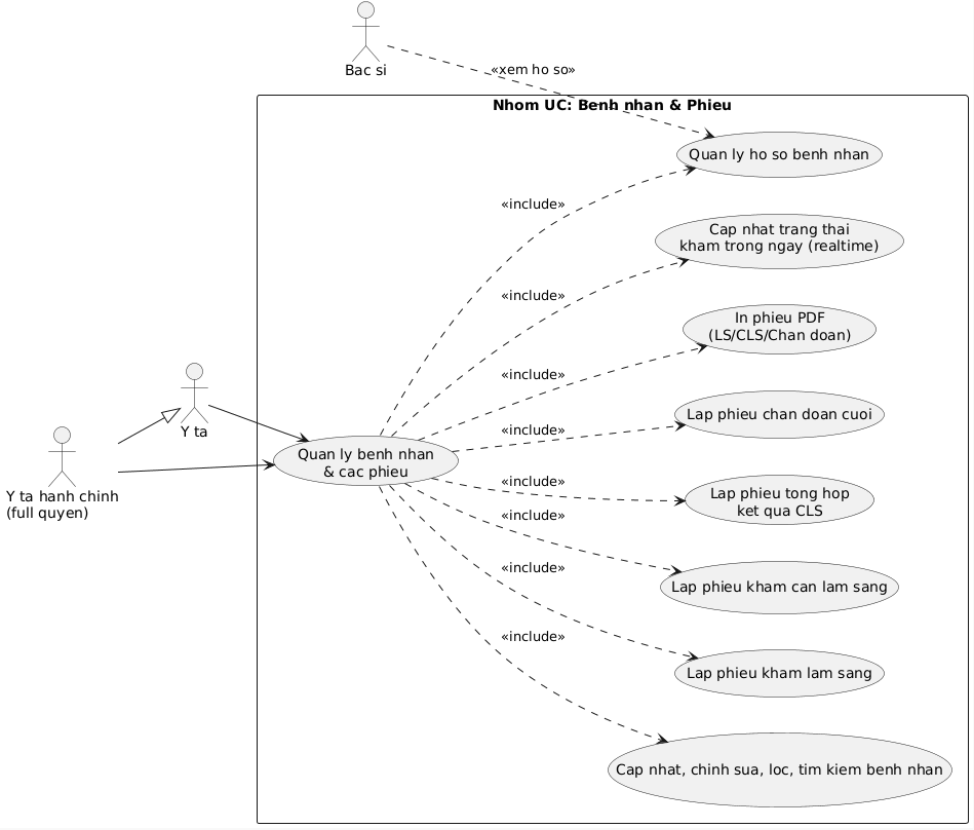 Bac si
«xem ho so»
Nhom UC: Benh nhan & Phieu
Quan ly ho so benh nhan
«include»
Cap nhat trang thai
kham trong ngay (realtime)
«include»
In phieu PDF
(LS/CLS/Chan doan)
«include»
Lap phieu chan doan cuoi
«include»
Y ta
Quan ly benh nhan
& cac phieu
Y ta hanh chinh
(full quyen)
«include»
Lap phieu tong hop
ket qua CLS
«include»
Lap phieu kham can lam sang
«include»
Lap phieu kham lam sang
«include»
Cap nhat, chinh sua, loc, tim kiem benh nhan